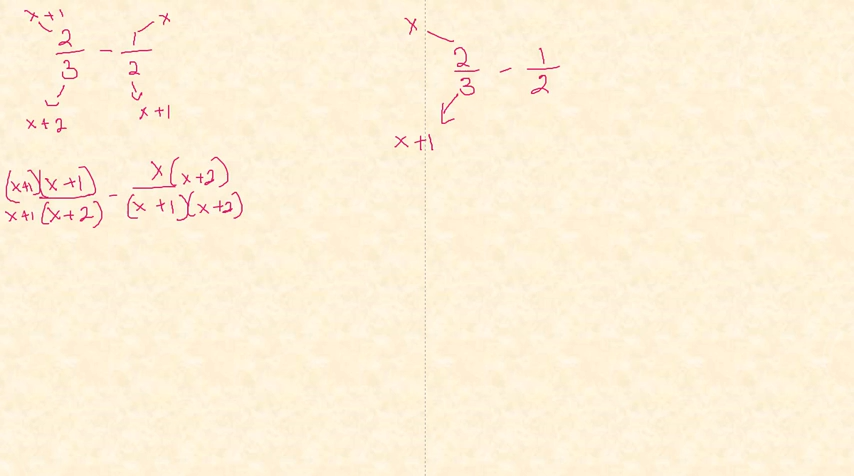 x+1 x
2/3 - 1/2
x+2 x+1
(x+1)(x+1)/x+1(x+2) - x(x+2)/(x+1)(x+2)
x
2/3 - 1/2
x+1